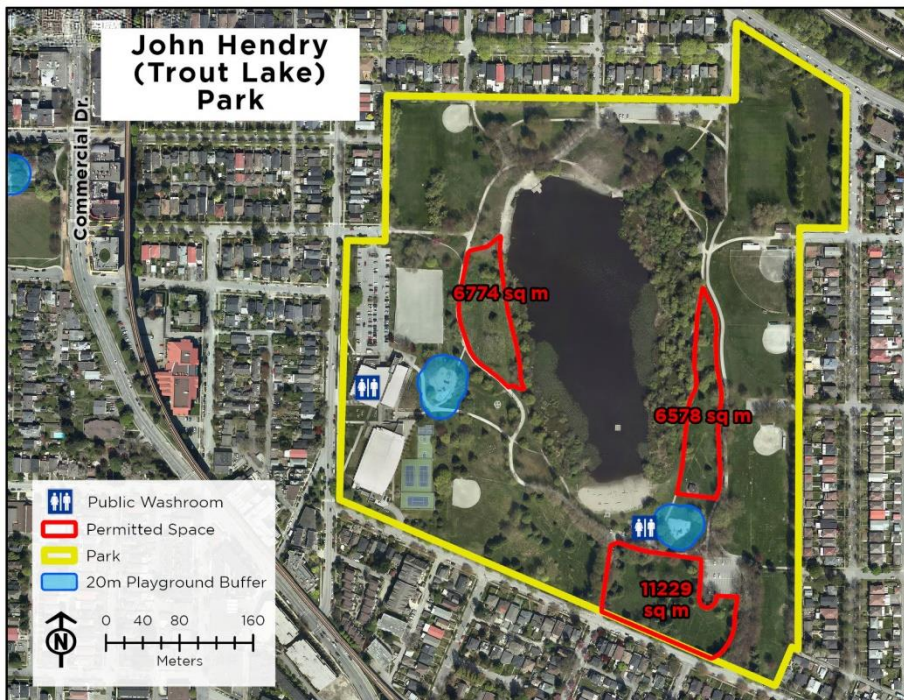 John Hendry
(Trout Lake)
Park
Commercial Dr.
6774 sq m
6578 sq m
11229
sq m
Public Washroom
Permitted Space
Park
20m Playground Buffer
N
0 40 80 160
Meters